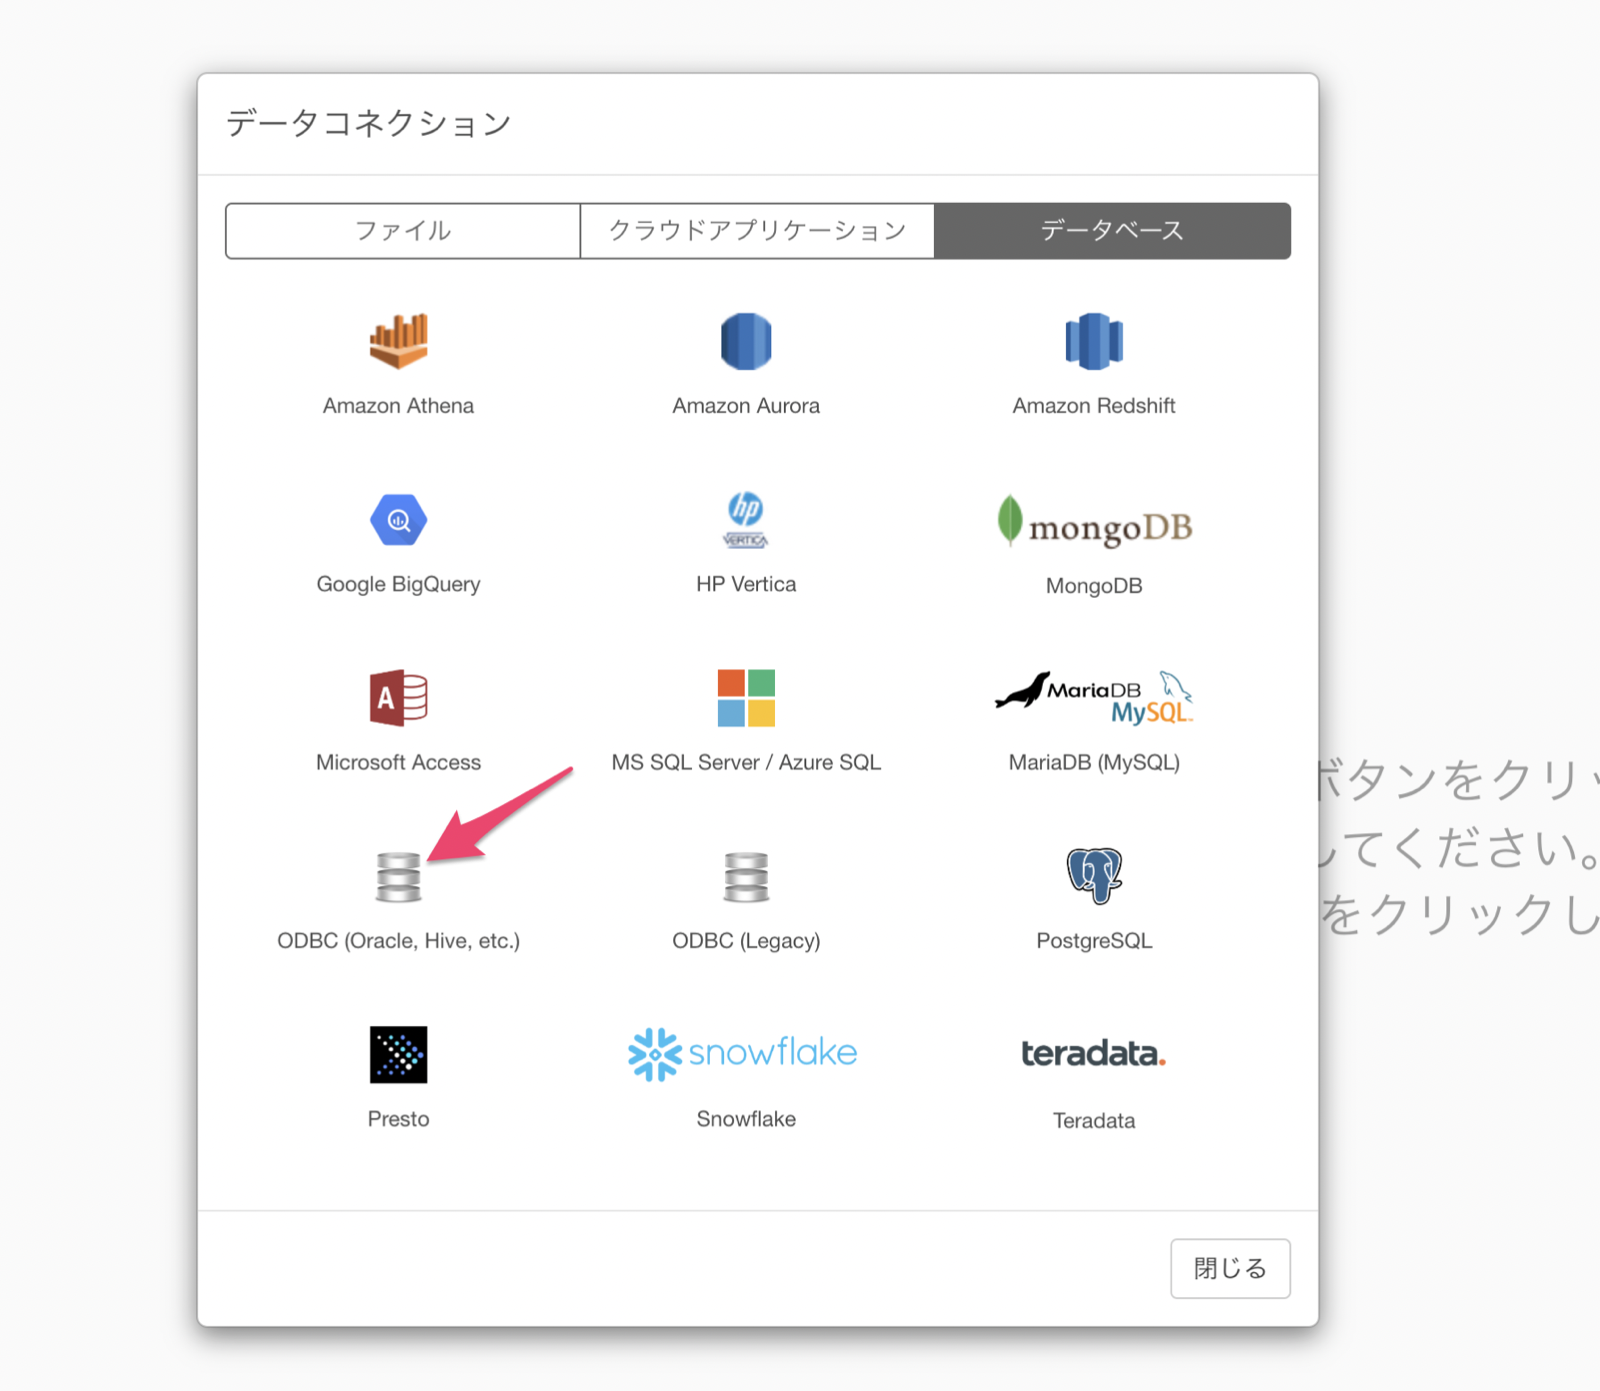 データコネクション
ファイル
クラウドアプリケーション
データベース
Amazon Athena
Amazon Aurora
Amazon Redshift
hp
VERTICA
mongoDB
Google BigQuery
HP Vertica
MongoDB
A
MariaDB
MySQL
Microsoft Access
MS SQL Server / Azure SQL
MariaDB (MySQL)
ボタンをクリッ
してください。
をクリックし
ODBC (Oracle, Hive, etc.)
ODBC (Legacy)
PostgreSQL
snowflake
teradata.
Presto
Snowflake
Teradata
閉じる